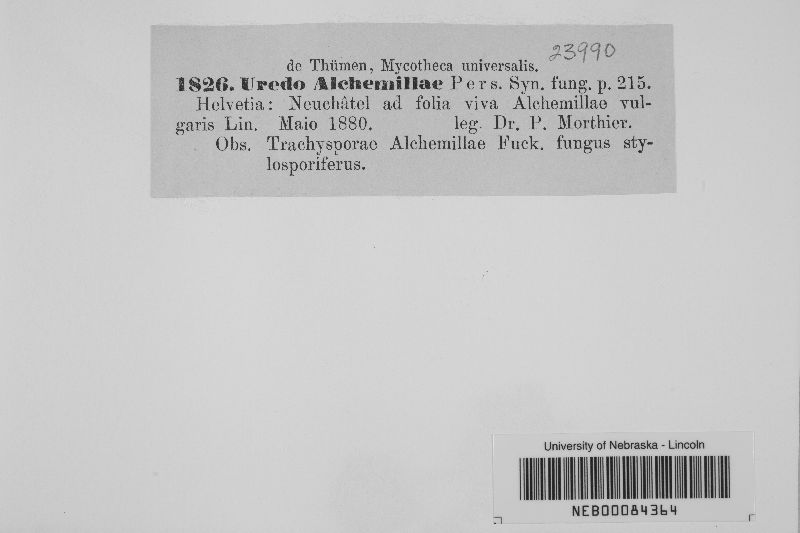 23990
de Thümen, Mycotheca universalis.
1826. Uredo Alchemillae Pers. Syn. fung. p. 215.
Helvetia: Neuchâtel ad folia viva Alchemillae vul-
garis Lin. Maio 1880. leg. Dr. P. Morthier.
Obs. Trachysporae Alchemillae Fuck. fungus sty-
losporiferus.
University of Nebraska - Lincoln
NEB00084364